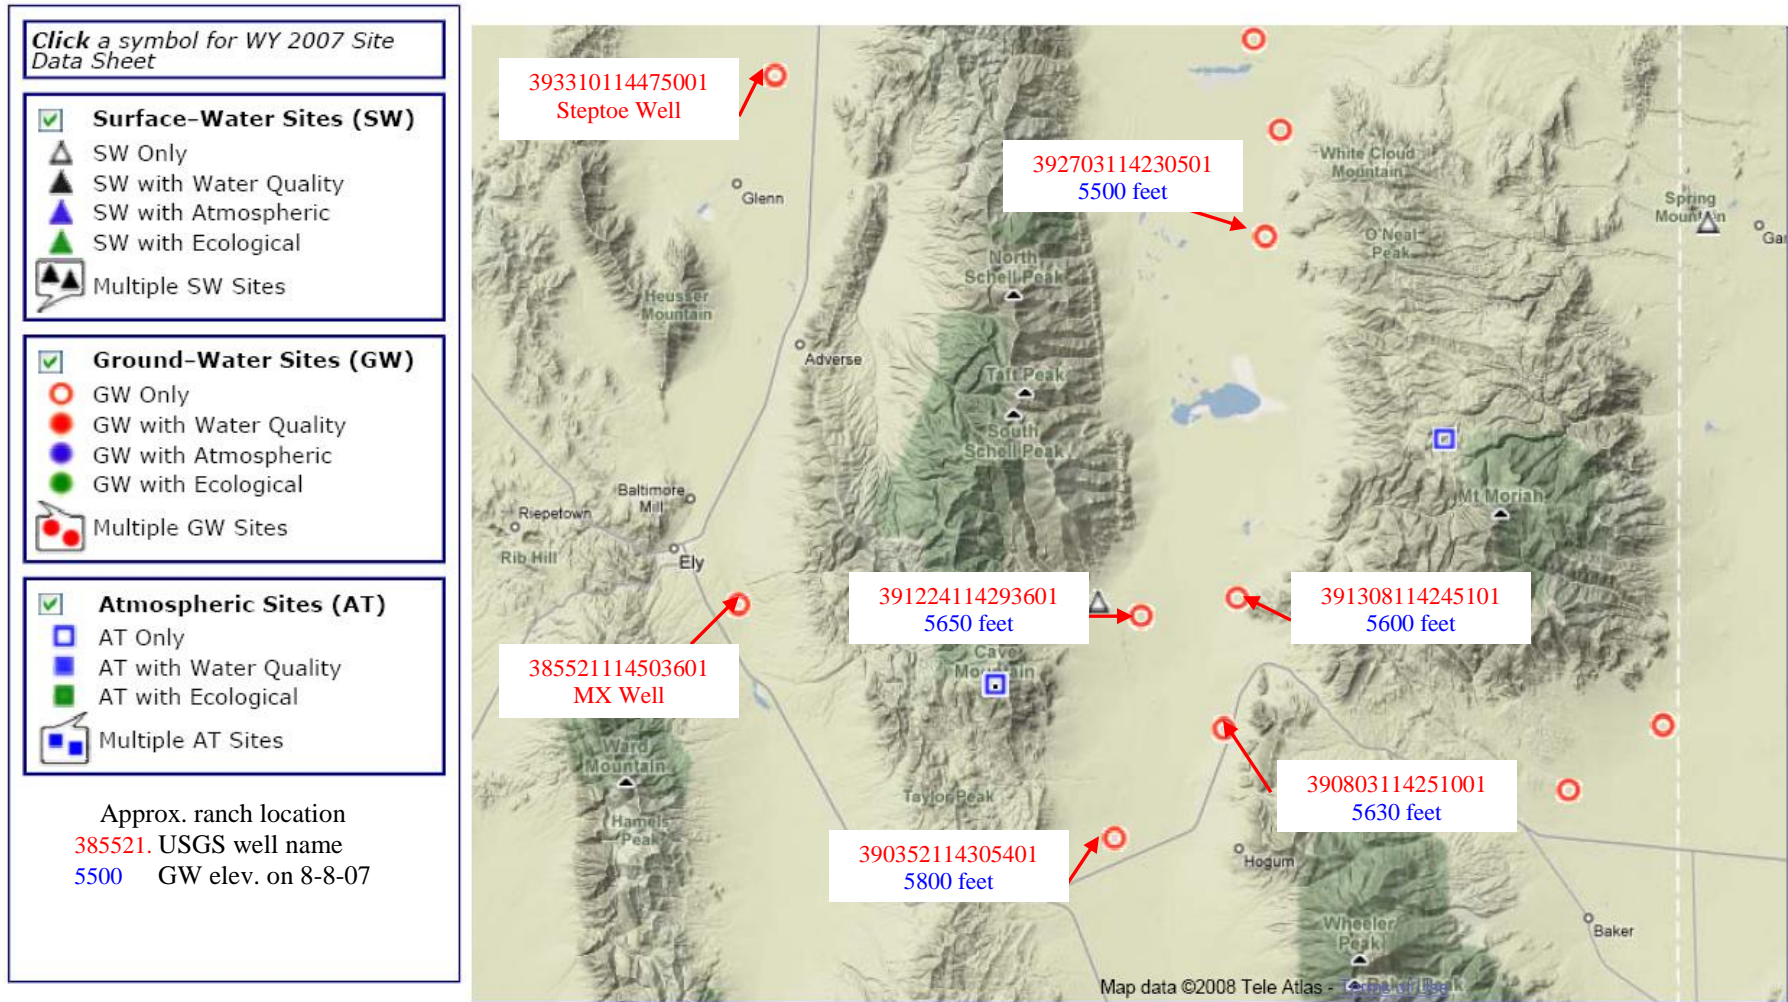 Click a symbol for WY 2007 Site
Data Sheet
Surface-Water Sites (SW)
SW Only
SW with Water Quality
SW with Atmospheric
SW with Ecological
Multiple SW Sites
Ground-Water Sites (GW)
GW Only
GW with Water Quality
GW with Atmospheric
GW with Ecological
Multiple GW Sites
Atmospheric Sites (AT)
AT Only
AT with Water Quality
AT with Ecological
Multiple AT Sites
Approx. ranch location
385521. USGS well name
5500 GW elev. on 8-8-07
393310114475001
Steptoe Well
392703114230501
5500 feet
White Cloud
Mountain
Glenn
Spring
Mountain
Gar
O'Neal
Peak
North
Schell Peak
Heusser
Mountain
Adverse
Taft Peak
South
Schell Peak
Baltimore
Mill
Riepetown
Mt Moriah
Rib Hill
Ely
391224114293601
5650 feet
391308114245101
5600 feet
Cave
Mountain
385521114503601
MX Well
Ward
Mountain
390803114251001
5630 feet
Taylor Peak
Hamels
Peak
390352114305401
5800 feet
Hogum
Wheeler
Peak
Baker
Map data ©2008 Tele Atlas - Terms of Use